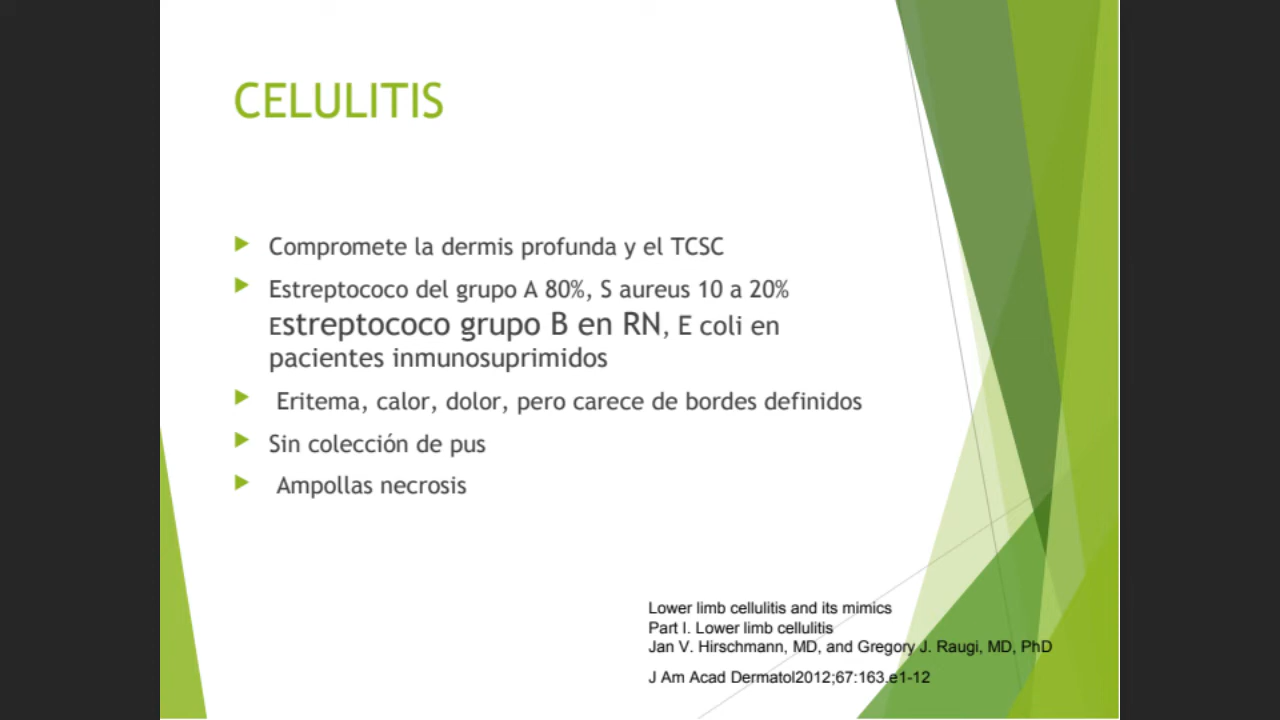 CELULITIS
Compromete la dermis profunda y el TCSC
Estreptococo del grupo A 80%, S aureus 10 a 20%
Estreptococo grupo B en RN, E coli en
pacientes inmunosuprimidos
Eritema, calor, dolor, pero carece de bordes definidos
Sin colección de pus
Ampollas necrosis
Lower limb cellulitis and its mimics
Part I. Lower limb cellulitis
Jan V. Hirschmann, MD, and Gregory J. Raugi, MD, PhD
J Am Acad Dermatol2012;67:163.e1-12